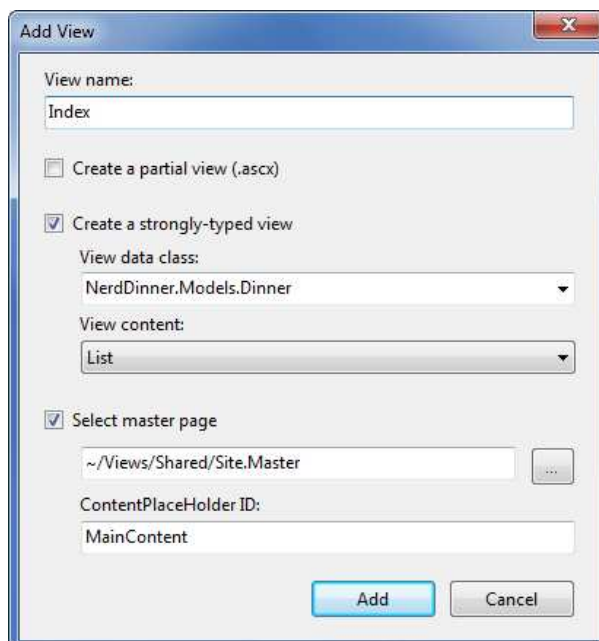 Add View
View name:
Index
Create a partial view (.ascx)
Create a strongly-typed view
View data class:
NerdDinner.Models.Dinner
View content:
List
Select master page
~/Views/Shared/Site.Master
...
ContentPlaceHolder ID:
MainContent
Add Cancel